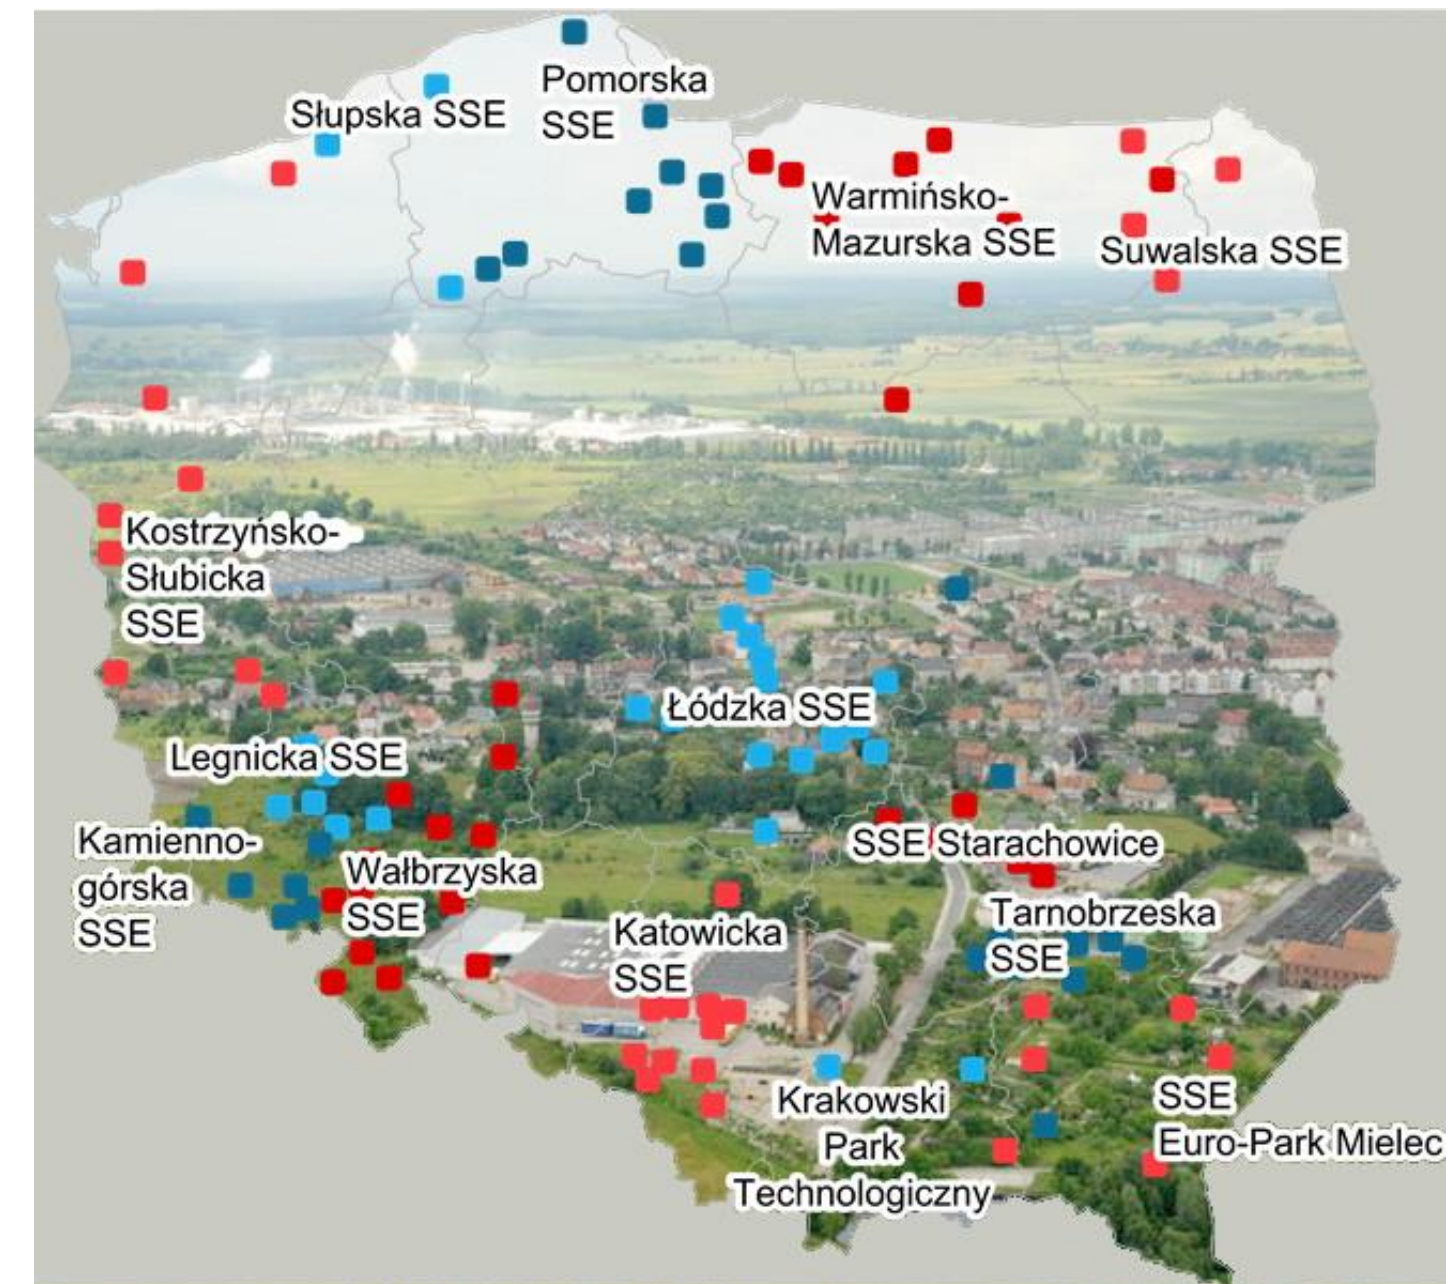 Pomorska
SSE
Słupska SSE
Warmińsko-
Mazurska SSE
Suwalska SSE
Kostrzyńsko-
Słubicka
SSE
Łódzka SSE
Legnicka SSE
Kamienno-
górska
SSE
Wałbrzyska
SSE
SSE Starachowice
Katowicka
SSE
Tarnobrzeska
SSE
Krakowski
Park
Technologiczny
SSE
Euro-Park Mielec